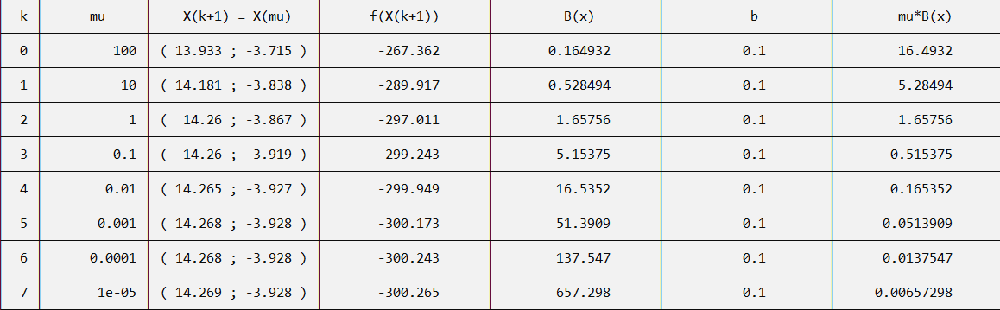 k mu X(k+1) = X(mu) f(X(k+1)) B(x) b mu*B(x)
0 100 ( 13.933 ; -3.715 ) -267.362 0.164932 0.1 16.4932
1 10 ( 14.181 ; -3.838 ) -289.917 0.528494 0.1 5.28494
2 1 ( 14.26 ; -3.867 ) -297.011 1.65756 0.1 1.65756
3 0.1 ( 14.26 ; -3.919 ) -299.243 5.15375 0.1 0.515375
4 0.01 ( 14.265 ; -3.927 ) -299.949 16.5352 0.1 0.165352
5 0.001 ( 14.268 ; -3.928 ) -300.173 51.3909 0.1 0.0513909
6 0.0001 ( 14.268 ; -3.928 ) -300.243 137.547 0.1 0.0137547
7 1e-05 ( 14.269 ; -3.928 ) -300.265 657.298 0.1 0.00657298